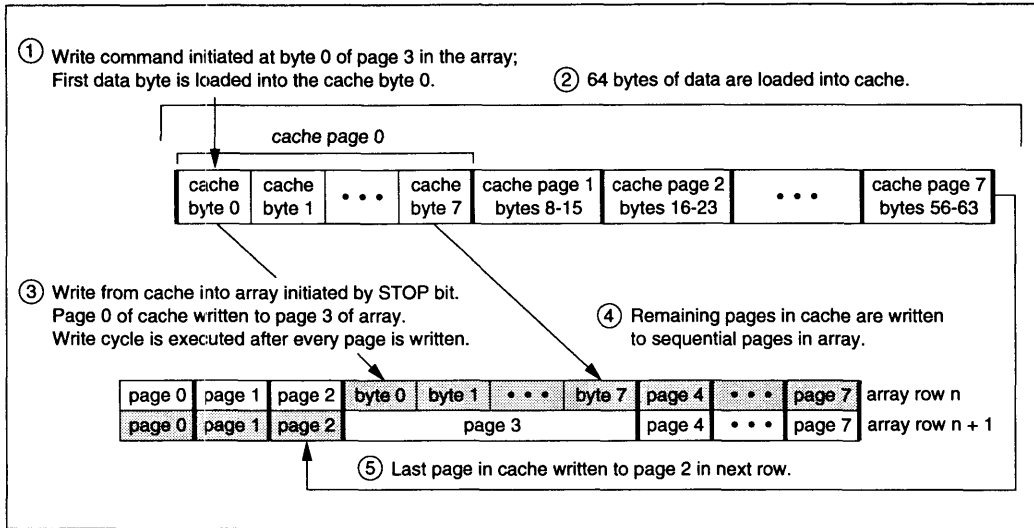 ① Write command initiated at byte 0 of page 3 in the array;
First data byte is loaded into the cache byte 0.
② 64 bytes of data are loaded into cache.
cache page 0
cache byte 0
cache byte 1
• • •
cache byte 7
cache page 1 bytes 8-15
cache page 2 bytes 16-23
• • •
cache page 7 bytes 56-63
③ Write from cache into array initiated by STOP bit.
Page 0 of cache written to page 3 of array.
Write cycle is executed after every page is written.
④ Remaining pages in cache are written
to sequential pages in array.
page 0 page 1 page 2 byte 0 byte 1 • • • byte 7 page 4 • • • page 7 array row n
page 0 page 1 page 2 page 3 page 4 • • • page 7 array row n + 1
⑤ Last page in cache written to page 2 in next row.